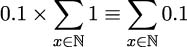 0.1 × ∑_{x∈ℕ} 1 ≡ ∑_{x∈ℕ} 0.1